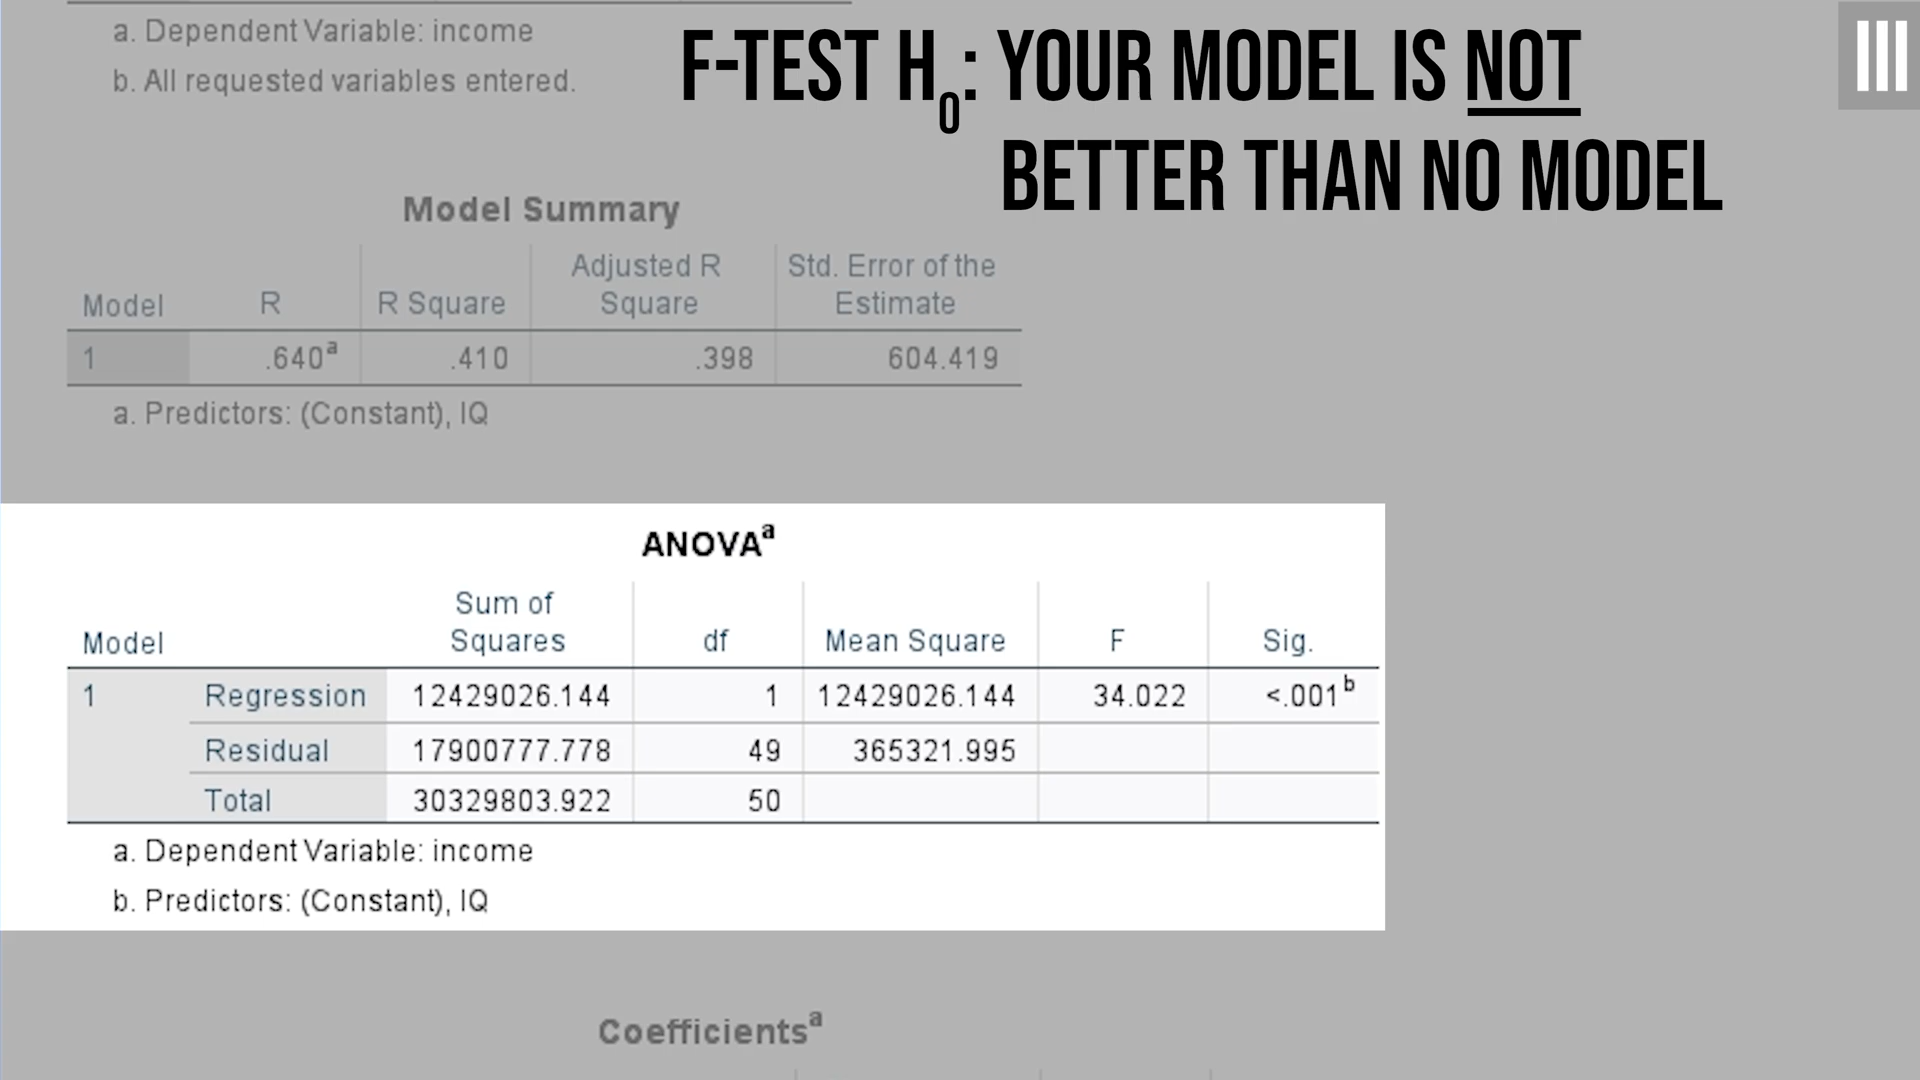 a. Dependent Variable: income
b. All requested variables entered.
F-TEST H0: YOUR MODEL IS NOT
BETTER THAN NO MODEL
Model Summary
Model R R Square Adjusted R Square Std. Error of the Estimate
1 .640a .410 .398 604.419
a. Predictors: (Constant), IQ
ANOVAa
Model Sum of Squares df Mean Square F Sig.
1 Regression 12429026.144 1 12429026.144 34.022 <.001b
Residual 17900777.778 49 365321.995
Total 30329803.922 50
a. Dependent Variable: income
b. Predictors: (Constant), IQ
Coefficientsa